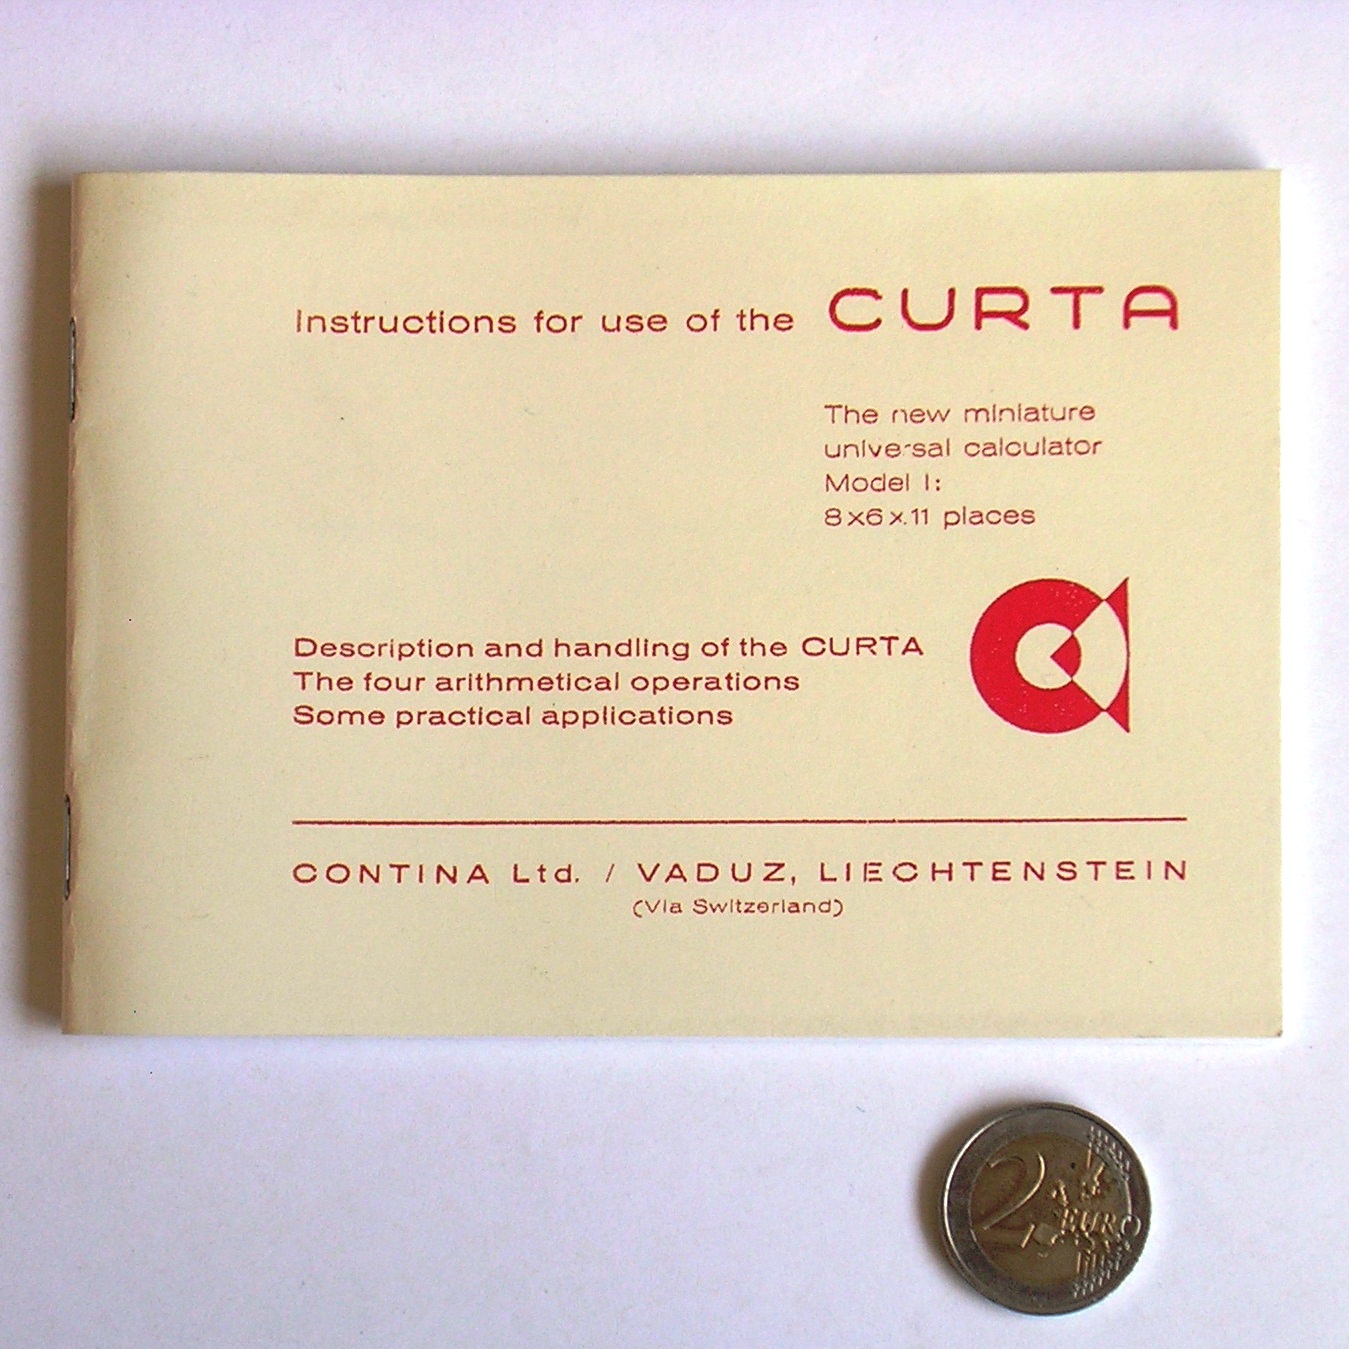 Instructions for use of the CURTA
The new miniature
universal calculator
Model I:
8x6x11 places
Description and handling of the CURTA
The four arithmetical operations
Some practical applications
CONTINA Ltd. / VADUZ, LIECHTENSTEIN
(Via Switzerland)
2 EURO